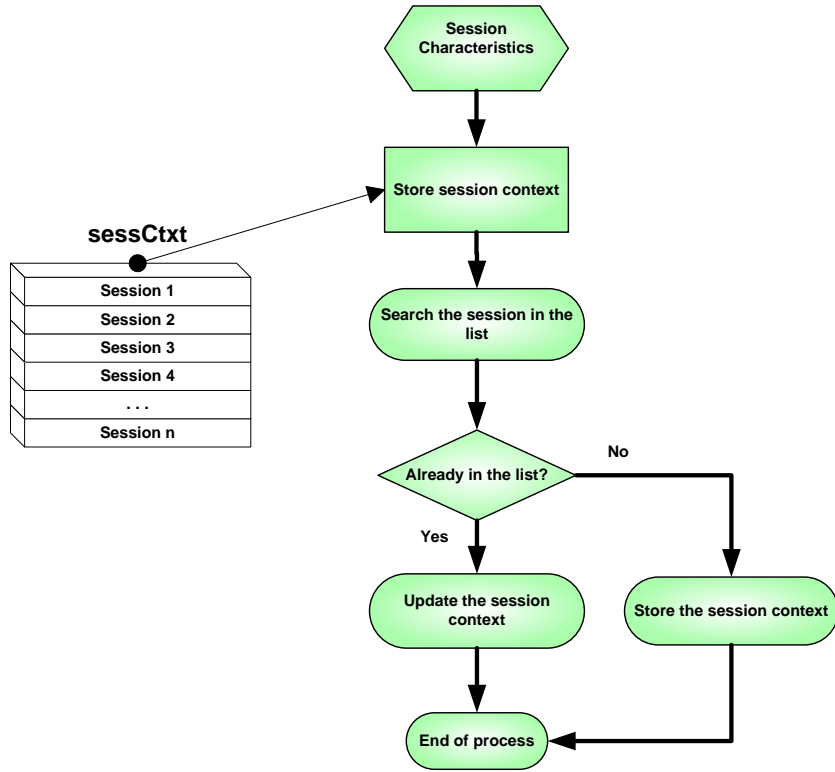 Session
Characteristics
Store session context
sessCtxt
Session 1
Session 2
Session 3
Session 4
. . .
Session n
Search the session in the
list
Already in the list?
No
Yes
Update the session
context
Store the session context
End of process